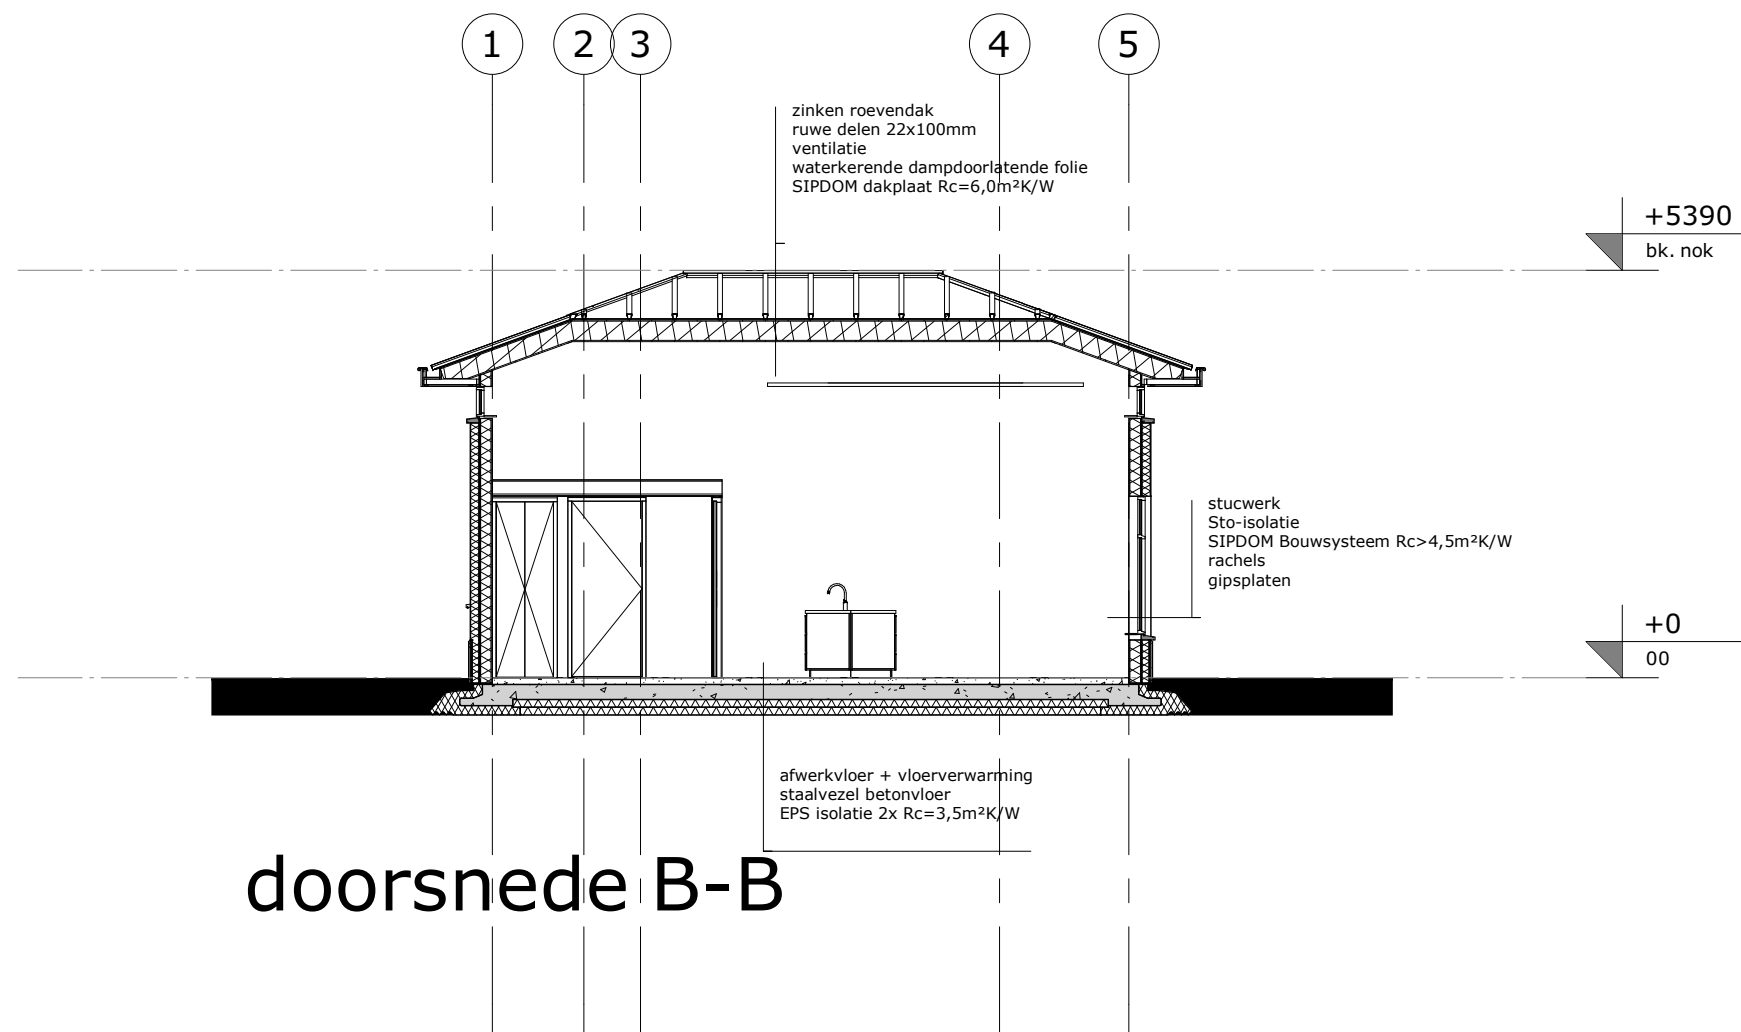 1 2 3 4 5
zinken roevendak
ruwe delen 22x100mm
ventilatie
waterkerende dampdoorlatende folie
SIPDOM dakplaat Rc=6,0m²K/W
+5390
bk. nok
stucwerk
Sto-isolatie
SIPDOM Bouwsysteem Rc>4,5m²K/W
rachels
gipsplaten
+0
00
afwerkvloer + vloerverwarming
staalvezel betonvloer
EPS isolatie 2x Rc=3,5m²K/W
doorsnede B-B